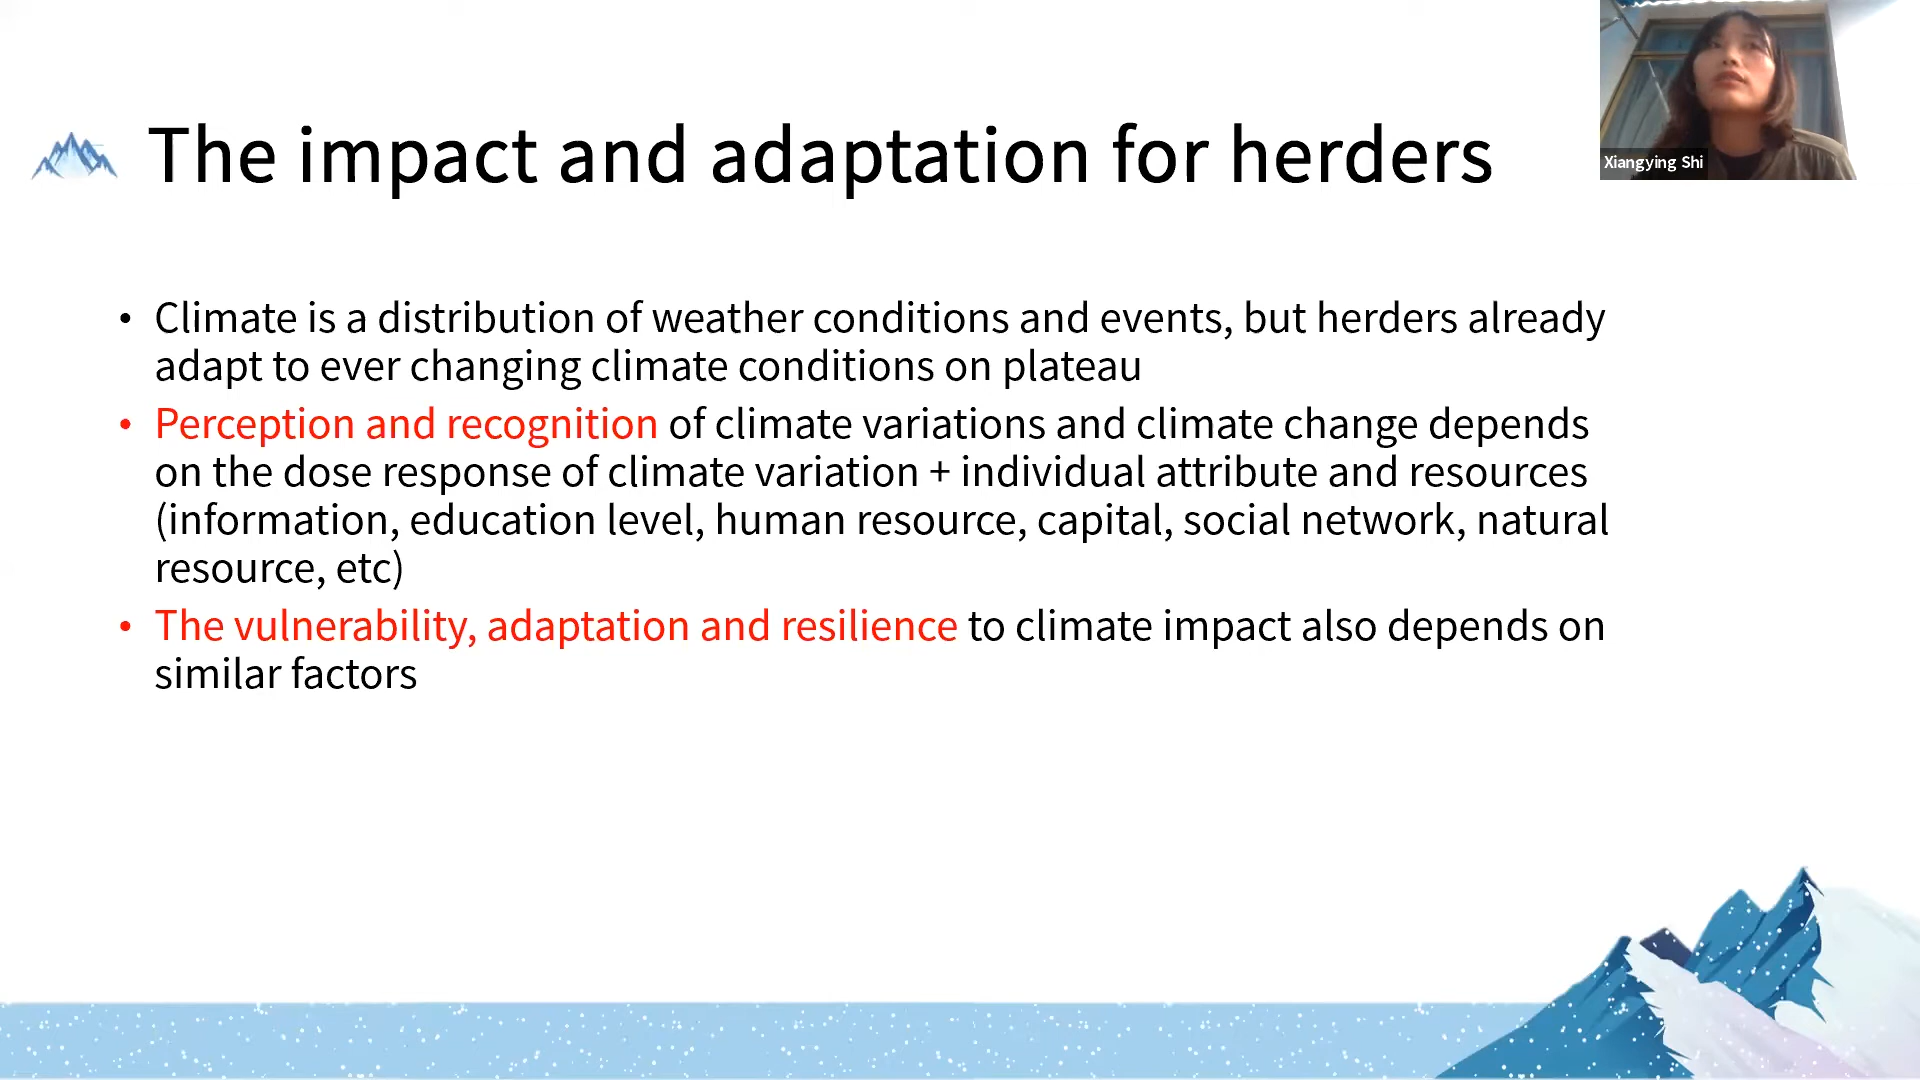 The impact and adaptation for herders
Xiangying Shi
• Climate is a distribution of weather conditions and events, but herders already
adapt to ever changing climate conditions on plateau
• Perception and recognition of climate variations and climate change depends
on the dose response of climate variation + individual attribute and resources
(information, education level, human resource, capital, social network, natural
resource, etc)
• The vulnerability, adaptation and resilience to climate impact also depends on
similar factors